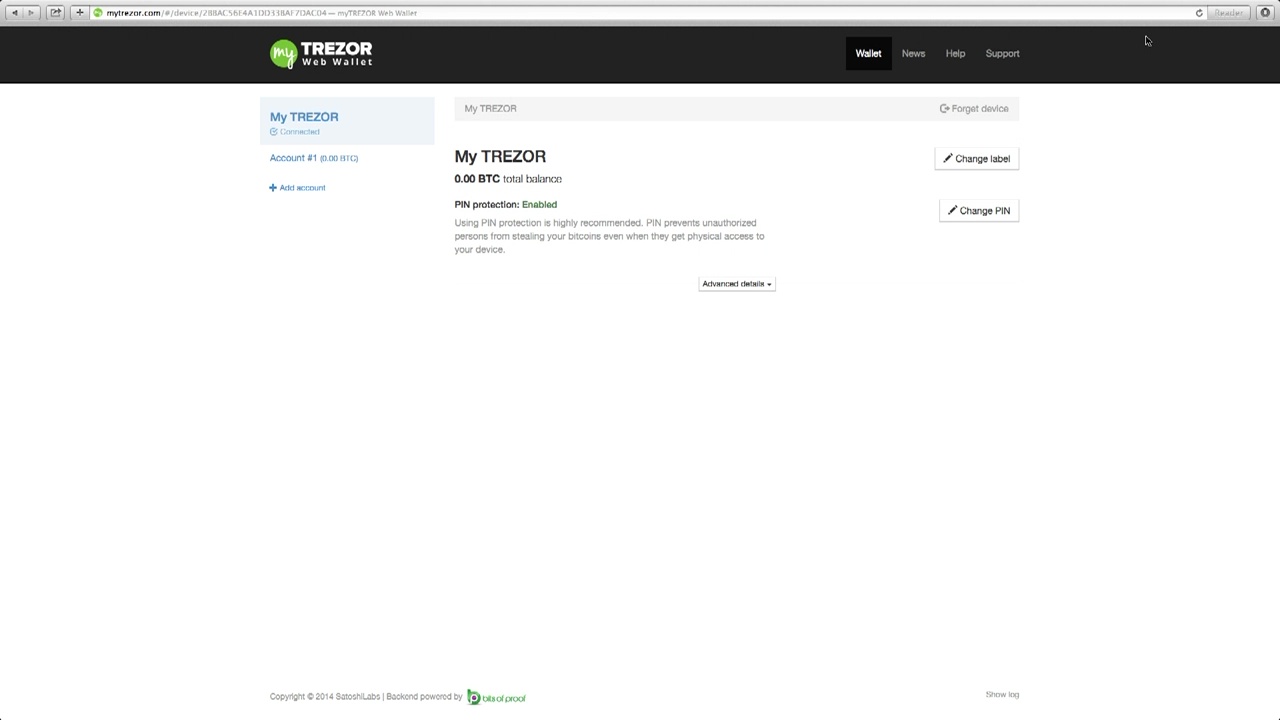 mytrezor.com/#/device/288AC56E4A1DD338AF7DAC04 — myTREZOR Web Wallet
Reader
my TREZOR
Web Wallet
Wallet
News
Help
Support
My TREZOR
Connected
Account #1 (0.00 BTC)
Add account
My TREZOR
Forget device
My TREZOR
Change label
0.00 BTC total balance
PIN protection: Enabled
Change PIN
Using PIN protection is highly recommended. PIN prevents unauthorized
persons from stealing your bitcoins even when they get physical access to
your device.
Advanced details
Copyright © 2014 SatoshiLabs | Backend powered by bits of proof
Show log